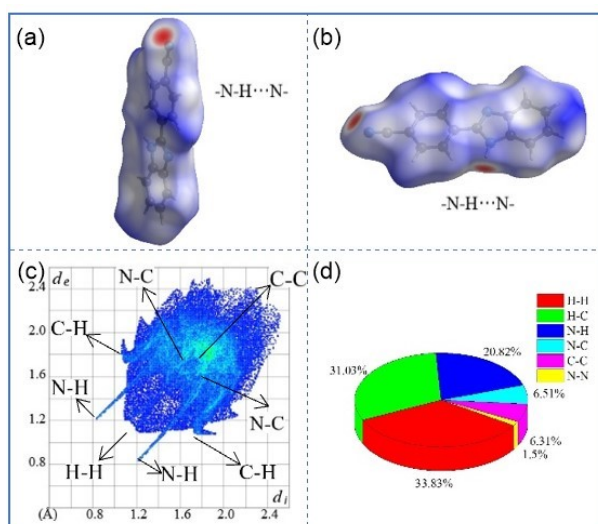 (a)
-N-H···N-
(b)
-N-H···N-
(c)
de
2.4
2.0
1.6
1.2
0.8
(Å)
0.8
1.2
1.6
2.0
2.4
di
N-C
C-C
C-H
N-H
H-H
N-H
C-H
N-C
(d)
H-H
H-C
N-H
N-C
C-C
N-N
31.03%
20.82%
6.51%
6.31%
1.5%
33.83%